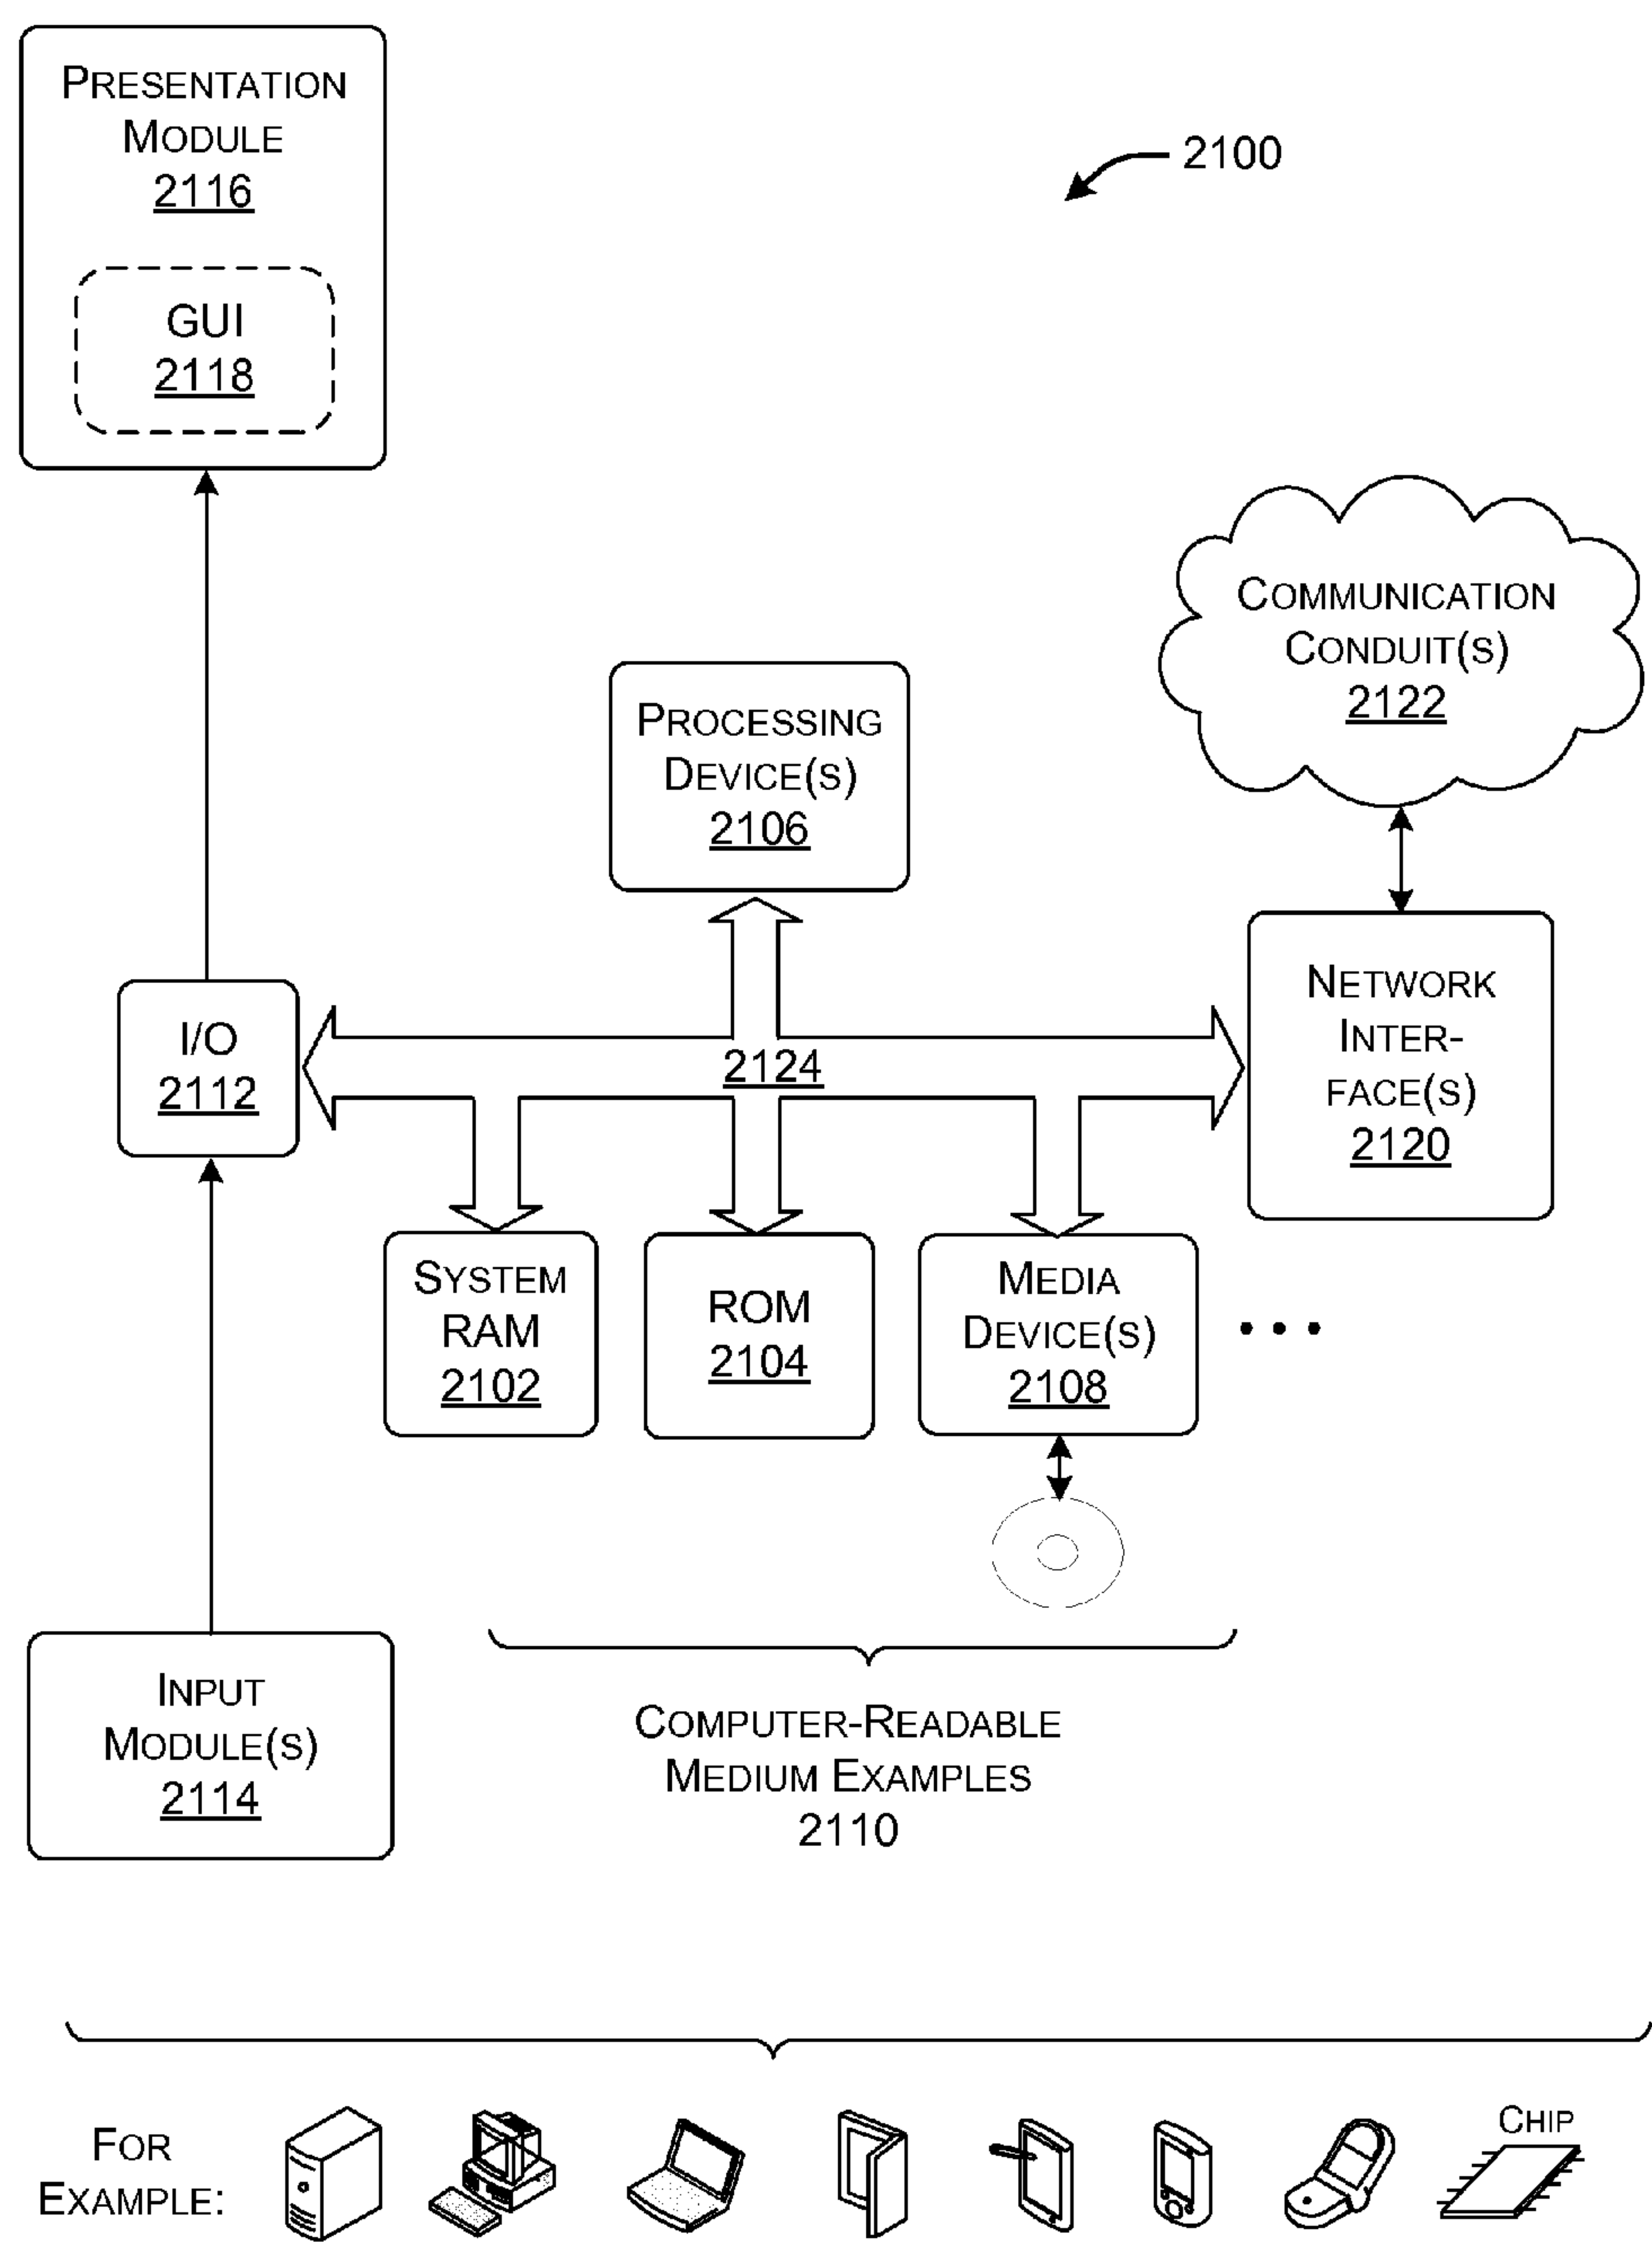 PRESENTATION
MODULE
2116
GUI
2118
2100
COMMUNICATION
CONDUIT(S)
2122
PROCESSING
DEVICE(S)
2106
NETWORK
INTER-
FACE(S)
2120
I/O
2112
2124
SYSTEM
RAM
2102
ROM
2104
MEDIA
DEVICE(S)
2108
• • •
INPUT
MODULE(S)
2114
COMPUTER-READABLE
MEDIUM EXAMPLES
2110
FOR
EXAMPLE:
CHIP